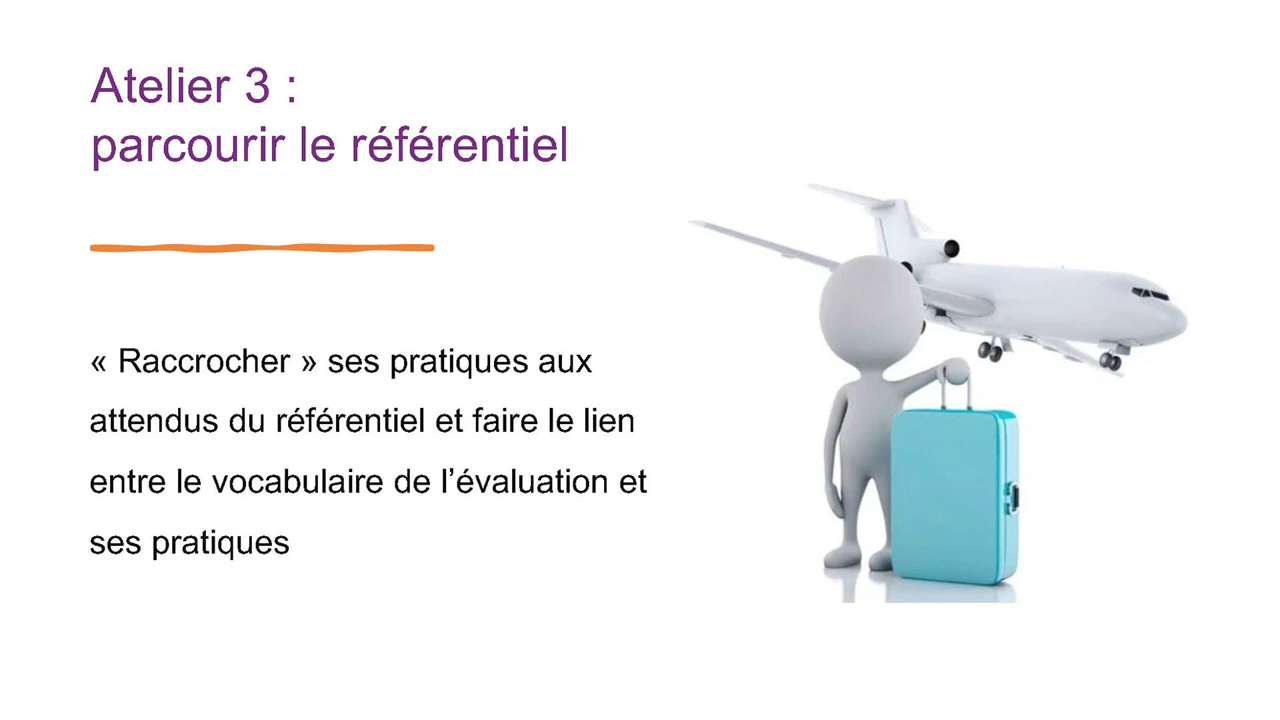 Atelier 3 :
parcourir le référentiel
« Raccrocher » ses pratiques aux
attendus du référentiel et faire le lien
entre le vocabulaire de l’évaluation et
ses pratiques